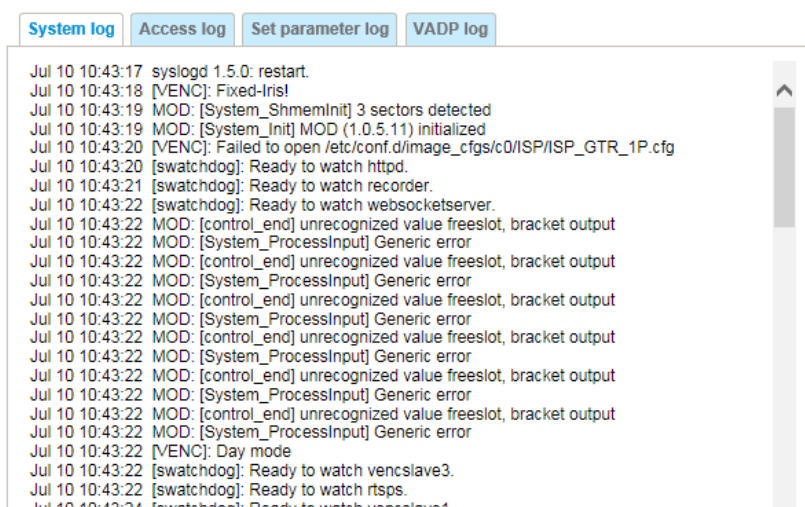 System log
Access log
Set parameter log
VADP log
Jul 10 10:43:17 syslogd 1.5.0: restart.
Jul 10 10:43:18 [VENC]: Fixed-Iris!
Jul 10 10:43:19 MOD: [System_ShmemInit] 3 sectors detected
Jul 10 10:43:19 MOD: [System_Init] MOD (1.0.5.11) initialized
Jul 10 10:43:20 [VENC]: Failed to open /etc/conf.d/image_cfgs/c0/ISP/ISP_GTR_1P.cfg
Jul 10 10:43:20 [swatchdog]: Ready to watch httpd.
Jul 10 10:43:21 [swatchdog]: Ready to watch recorder.
Jul 10 10:43:22 [swatchdog]: Ready to watch websocketserver.
Jul 10 10:43:22 MOD: [control_end] unrecognized value freeslot, bracket output
Jul 10 10:43:22 MOD: [System_ProcessInput] Generic error
Jul 10 10:43:22 MOD: [control_end] unrecognized value freeslot, bracket output
Jul 10 10:43:22 MOD: [System_ProcessInput] Generic error
Jul 10 10:43:22 MOD: [control_end] unrecognized value freeslot, bracket output
Jul 10 10:43:22 MOD: [System_ProcessInput] Generic error
Jul 10 10:43:22 MOD: [control_end] unrecognized value freeslot, bracket output
Jul 10 10:43:22 MOD: [System_ProcessInput] Generic error
Jul 10 10:43:22 MOD: [control_end] unrecognized value freeslot, bracket output
Jul 10 10:43:22 MOD: [System_ProcessInput] Generic error
Jul 10 10:43:22 MOD: [control_end] unrecognized value freeslot, bracket output
Jul 10 10:43:22 MOD: [System_ProcessInput] Generic error
Jul 10 10:43:22 [VENC]: Day mode
Jul 10 10:43:22 [swatchdog]: Ready to watch vencslave3.
Jul 10 10:43:22 [swatchdog]: Ready to watch rtsps.
Jul 10 10:43:24 [swatchdog]: Ready to watch